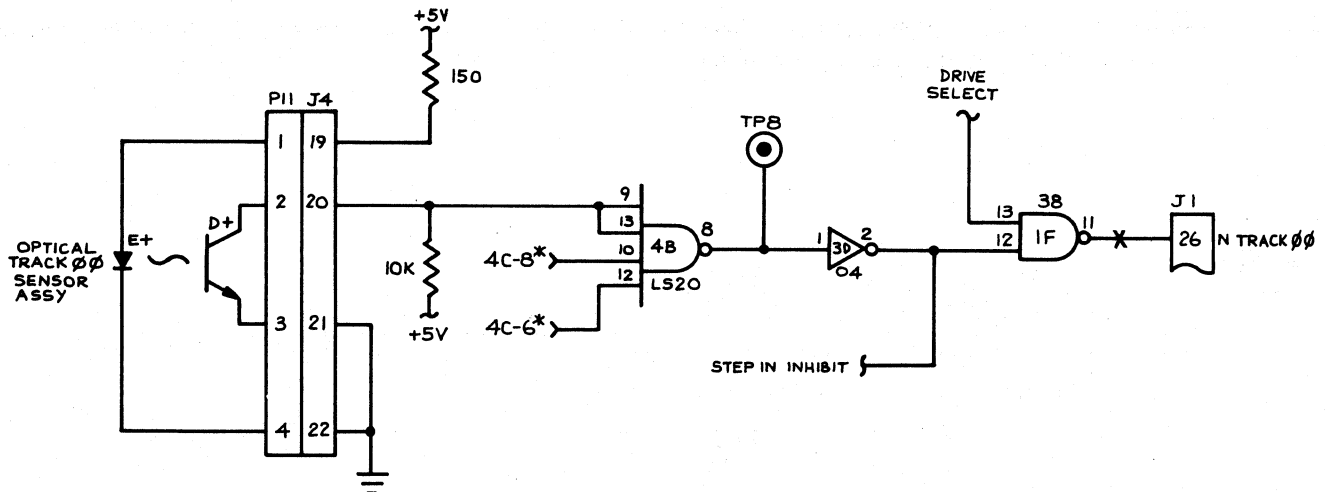 +5V
150
P11 J4
1 19
2 20
3 21
4 22
D+
E+
OPTICAL
TRACK ØØ
SENSOR
ASSY
10K
+5V
9
13
10
12
4B
8
LS20
4C-8*
4C-6*
TP8
1
3D
2
04
STEP IN INHIBIT
DRIVE
SELECT
13
12
38
1F
11
J1
26
N TRACK ØØ